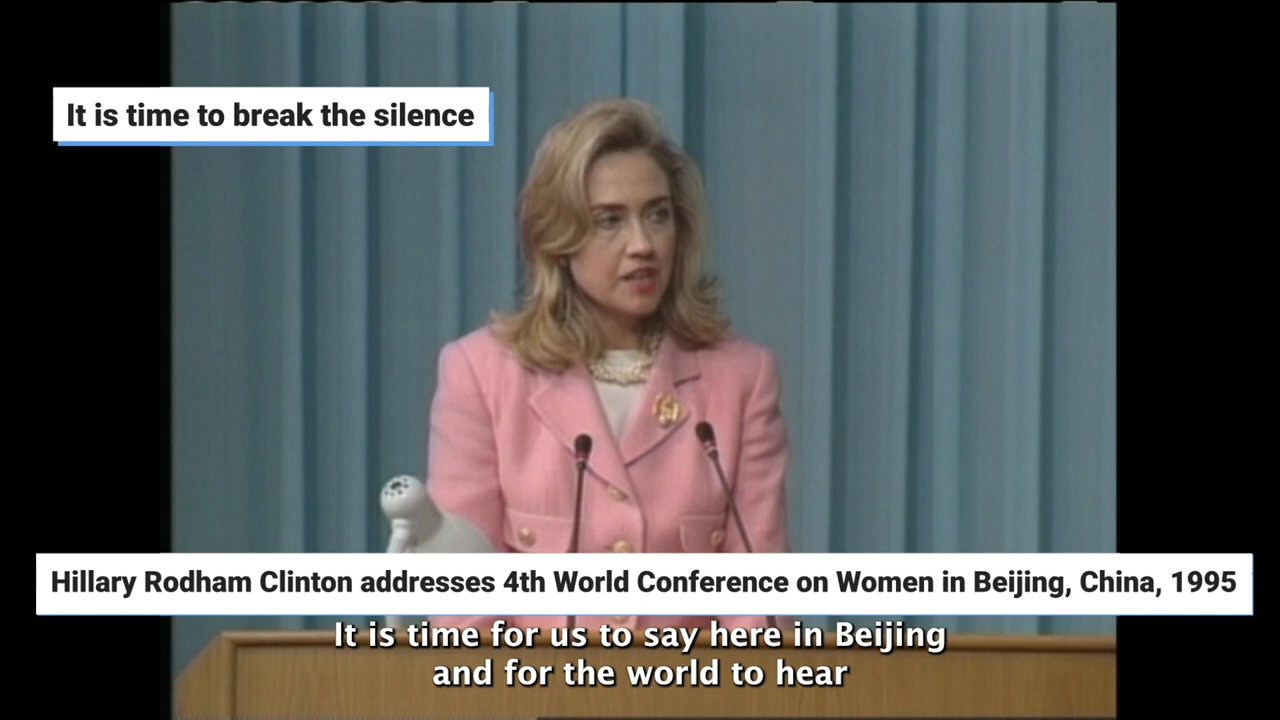 It is time to break the silence
Hillary Rodham Clinton addresses 4th World Conference on Women in Beijing, China, 1995
It is time for us to say here in Beijing
and for the world to hear